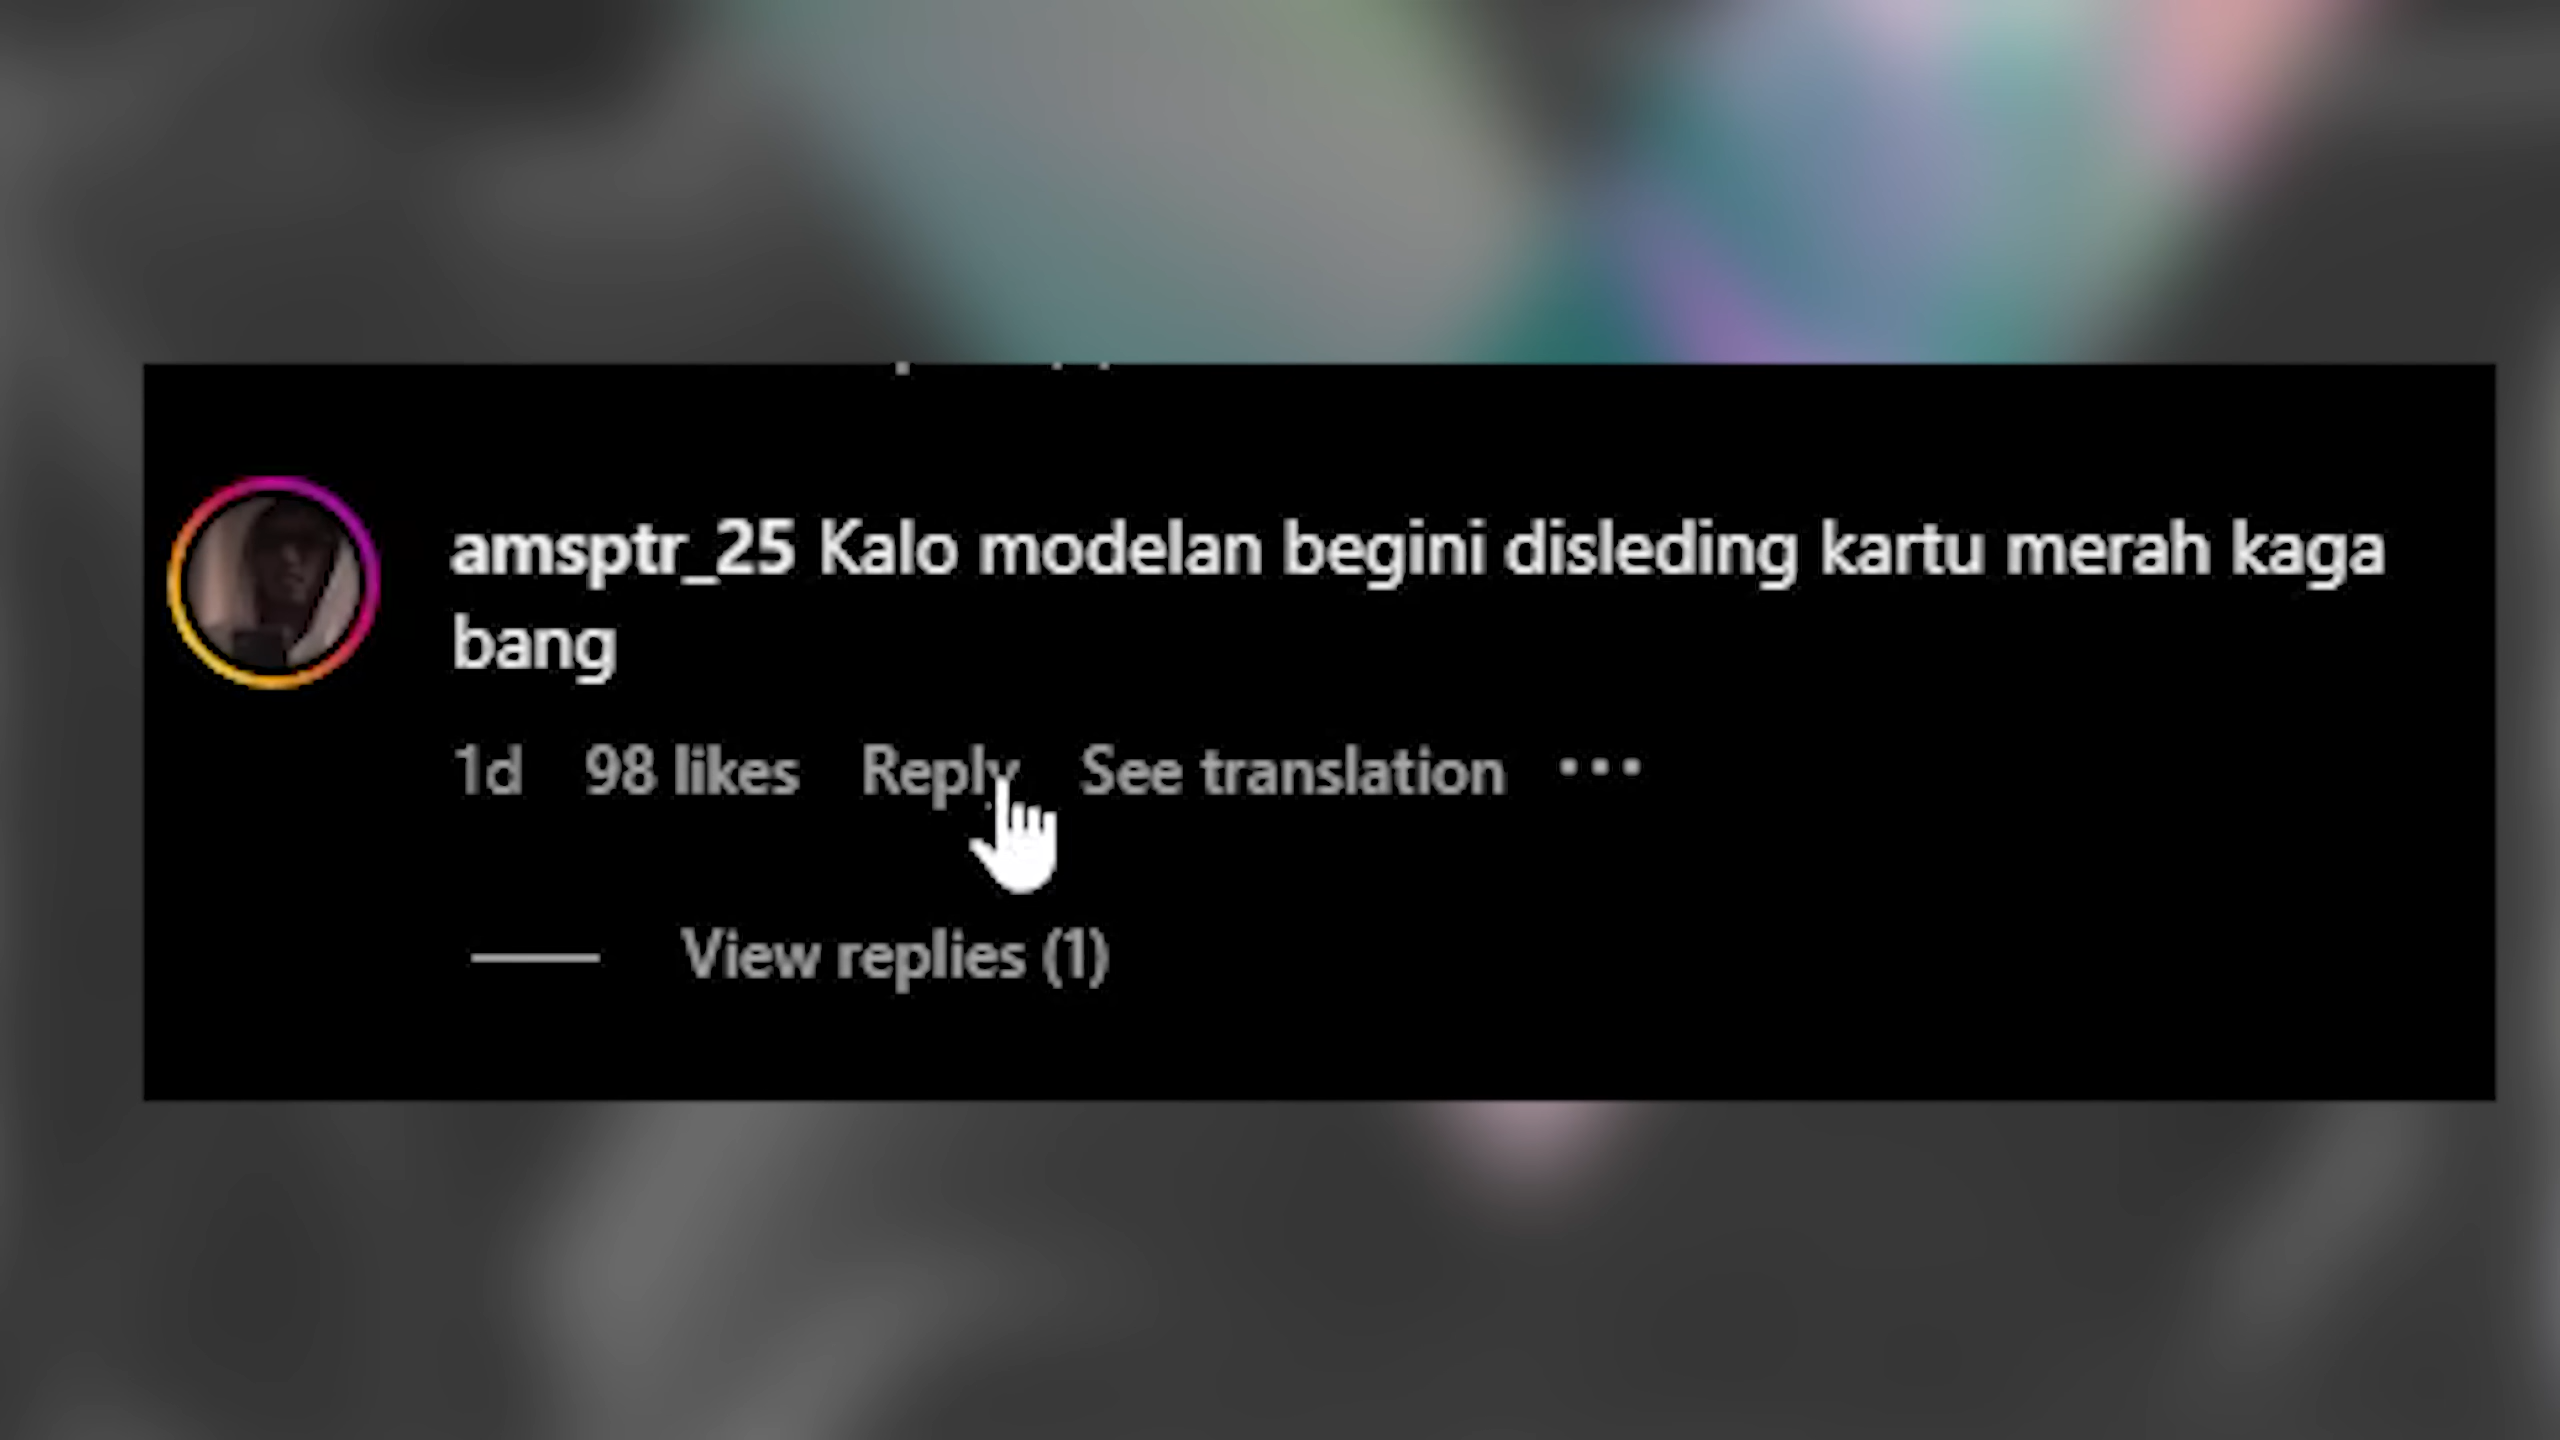 amsptr_25 Kalo modelan begini disleding kartu merah kaga
bang
1d 98 likes Reply See translation •••
View replies (1)